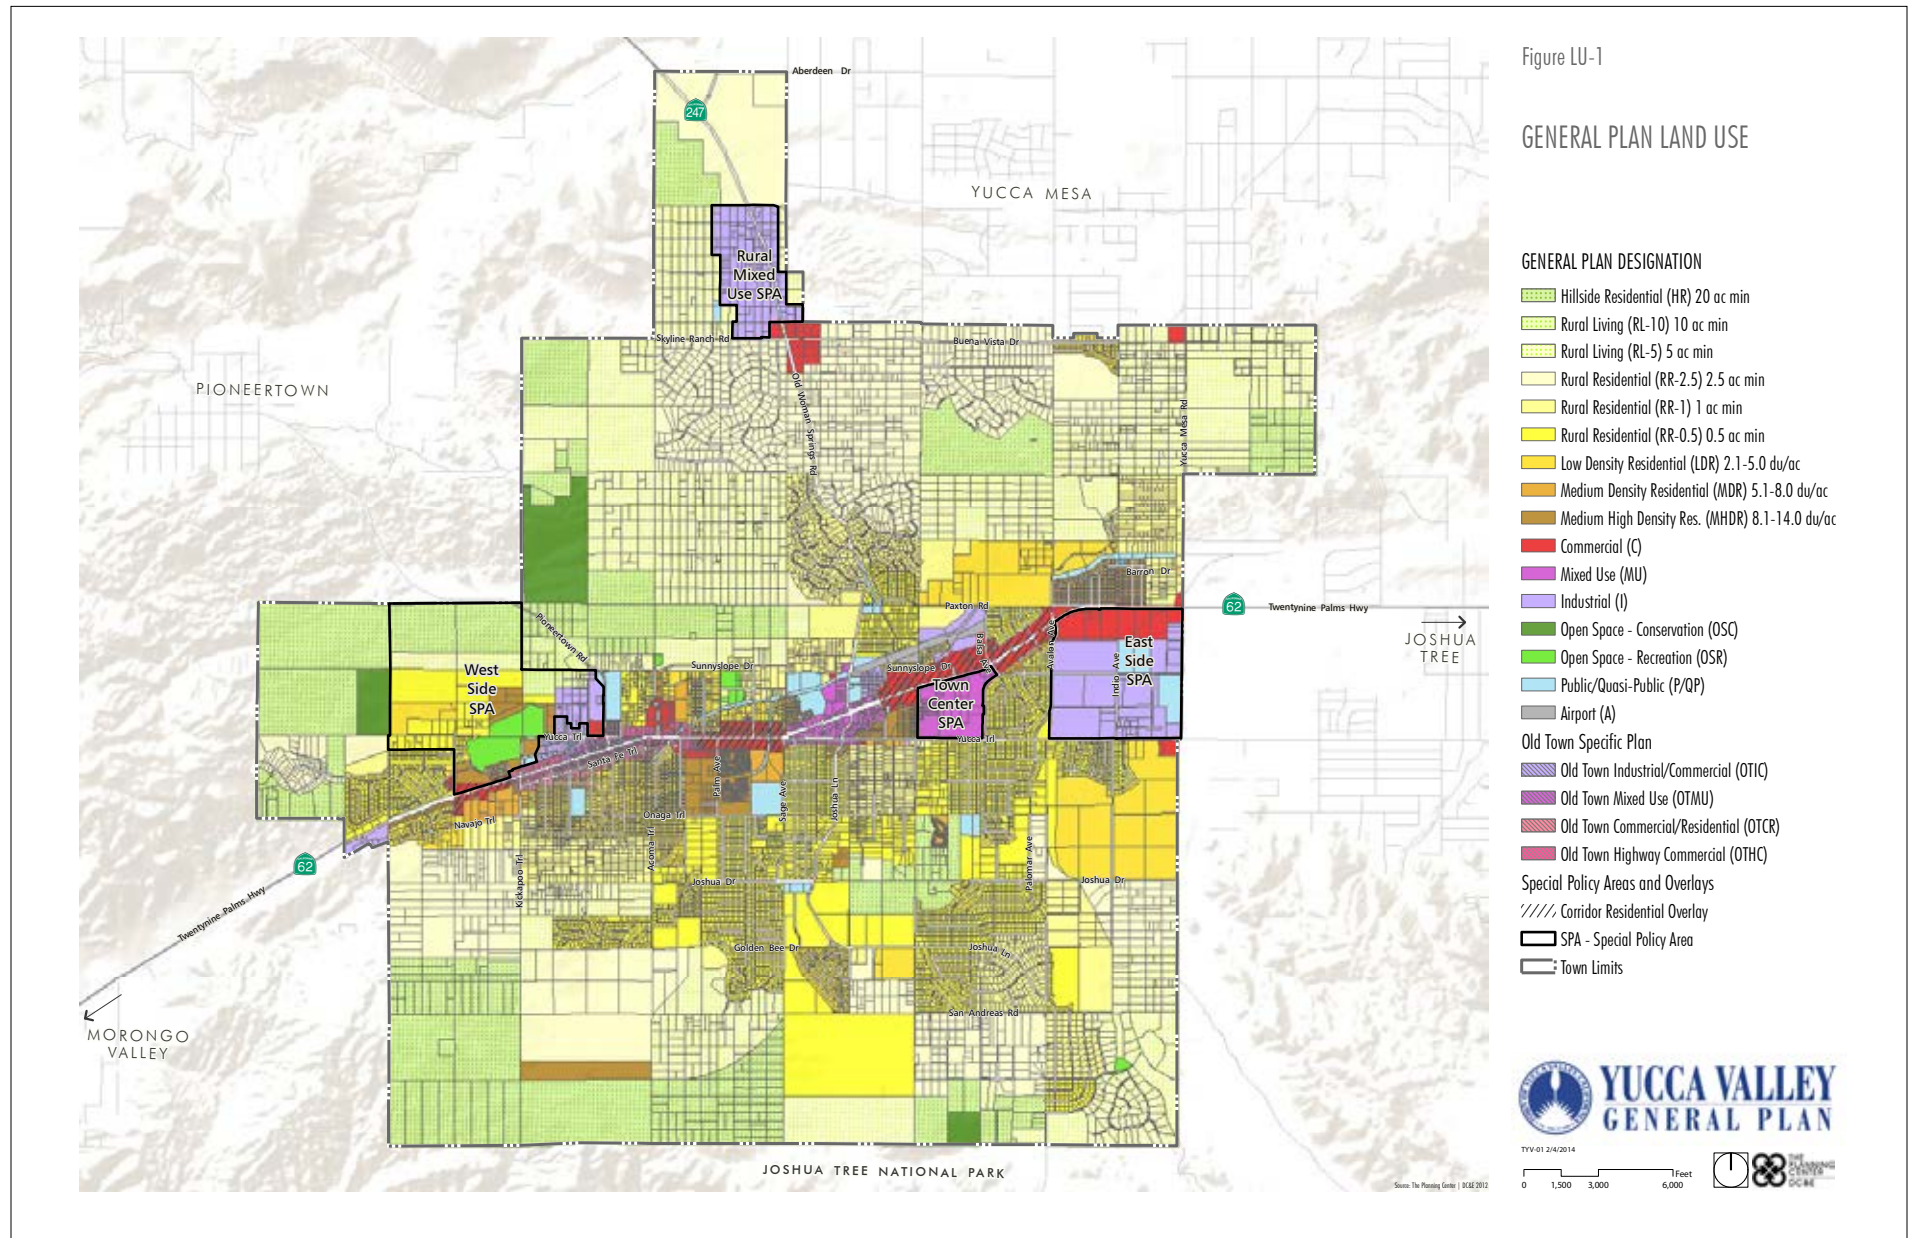 Figure LU-1
GENERAL PLAN LAND USE
GENERAL PLAN DESIGNATION
Hillside Residential (HR) 20 ac min
Rural Living (RL-10) 10 ac min
Rural Living (RL-5) 5 ac min
Rural Residential (RR-2.5) 2.5 ac min
Rural Residential (RR-1) 1 ac min
Rural Residential (RR-0.5) 0.5 ac min
Low Density Residential (LDR) 2.1-5.0 du/ac
Medium Density Residential (MDR) 5.1-8.0 du/ac
Medium High Density Res. (MHDR) 8.1-14.0 du/ac
Commercial (C)
Mixed Use (MU)
Industrial (I)
Open Space - Conservation (OSC)
Open Space - Recreation (OSR)
Public/Quasi-Public (P/QP)
Airport (A)
Old Town Specific Plan
Old Town Industrial/Commercial (OTIC)
Old Town Mixed Use (OTMU)
Old Town Commercial/Residential (OTCR)
Old Town Highway Commercial (OTHC)
Special Policy Areas and Overlays
Corridor Residential Overlay
SPA - Special Policy Area
Town Limits
YUCCA VALLEY
GENERAL PLAN
TYV-01 2/4/2014
Feet
0 1,500 3,000 6,000
THE
PLANNING
CENTER
DC&E
Aberdeen Dr
247
YUCCA MESA
Rural
Mixed
Use SPA
Skyline Ranch Rd
Buena Vista Dr
PIONEERTOWN
Old Woman Springs Rd
Yucca Mesa Rd
Barron Dr
Paxton Rd
62
Twentynine Palms Hwy
JOSHUA
TREE
Pioneertown Rd
Balsa Ave
Avalon Ave
East
Side
SPA
Indio Ave
Sunnyslope Dr
Sunnyslope Dr
West
Side
SPA
Town
Center
SPA
Yucca Trl
Yucca Trl
Santa Fe Trl
Palm Ave
Sage Ave
Joshua Ln
Onaga Trl
Navajo Trl
Acoma Trl
Kickapoo Trl
Palomar Ave
62
Twentynine Palms Hwy
Joshua Dr
Joshua Dr
Golden Bee Dr
Joshua Ln
San Andreas Rd
MORONGO
VALLEY
JOSHUA TREE NATIONAL PARK
Source: The Planning Center | DC&E 2012